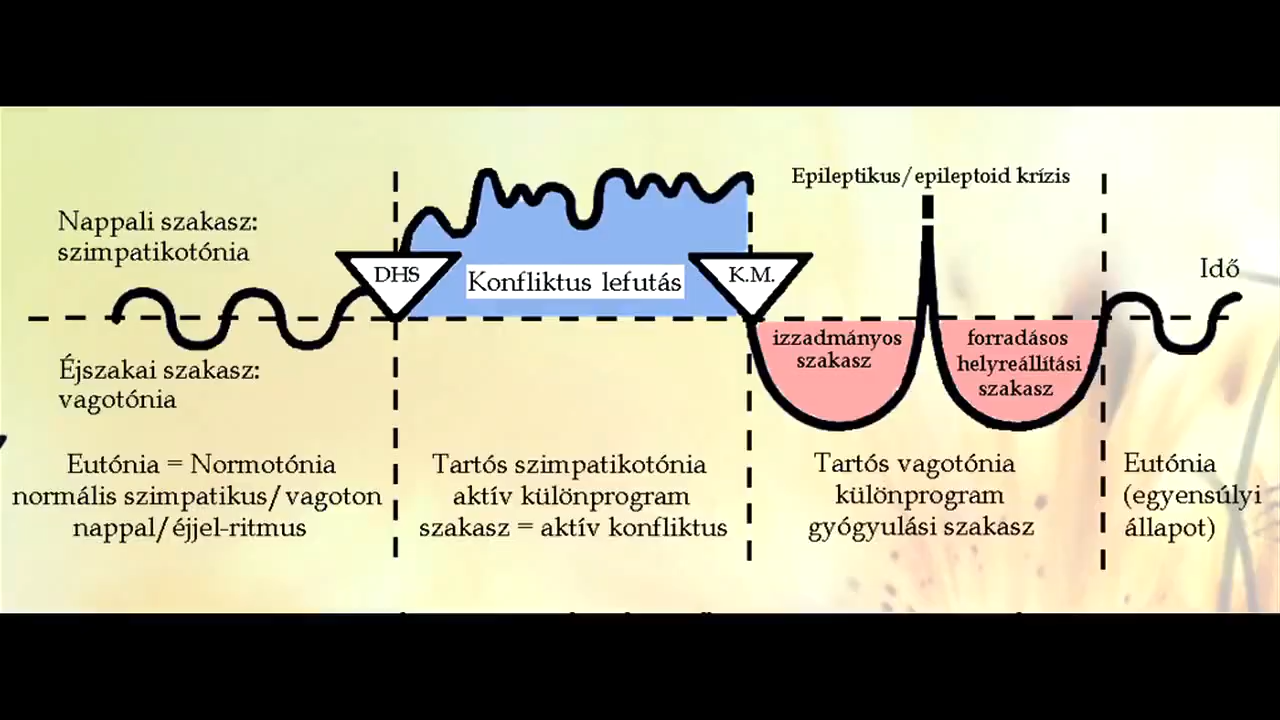 Nappali szakasz:
szimpatikotónia
DHS
Konfliktus lefutás
K.M.
Epileptikus/epileptoid krízis
Idő
izzadmányos
szakasz
forradásos
helyreállítási
szakasz
Éjszakai szakasz:
vagotónia
Eutónia = Normotónia
normális szimpatikus/vagoton
nappal/éjjel-ritmus
Tartós szimpatikotónia
aktív különprogram
szakasz = aktív konfliktus
Tartós vagotónia
különprogram
gyógyulási szakasz
Eutónia
(egyensúlyi
állapot)